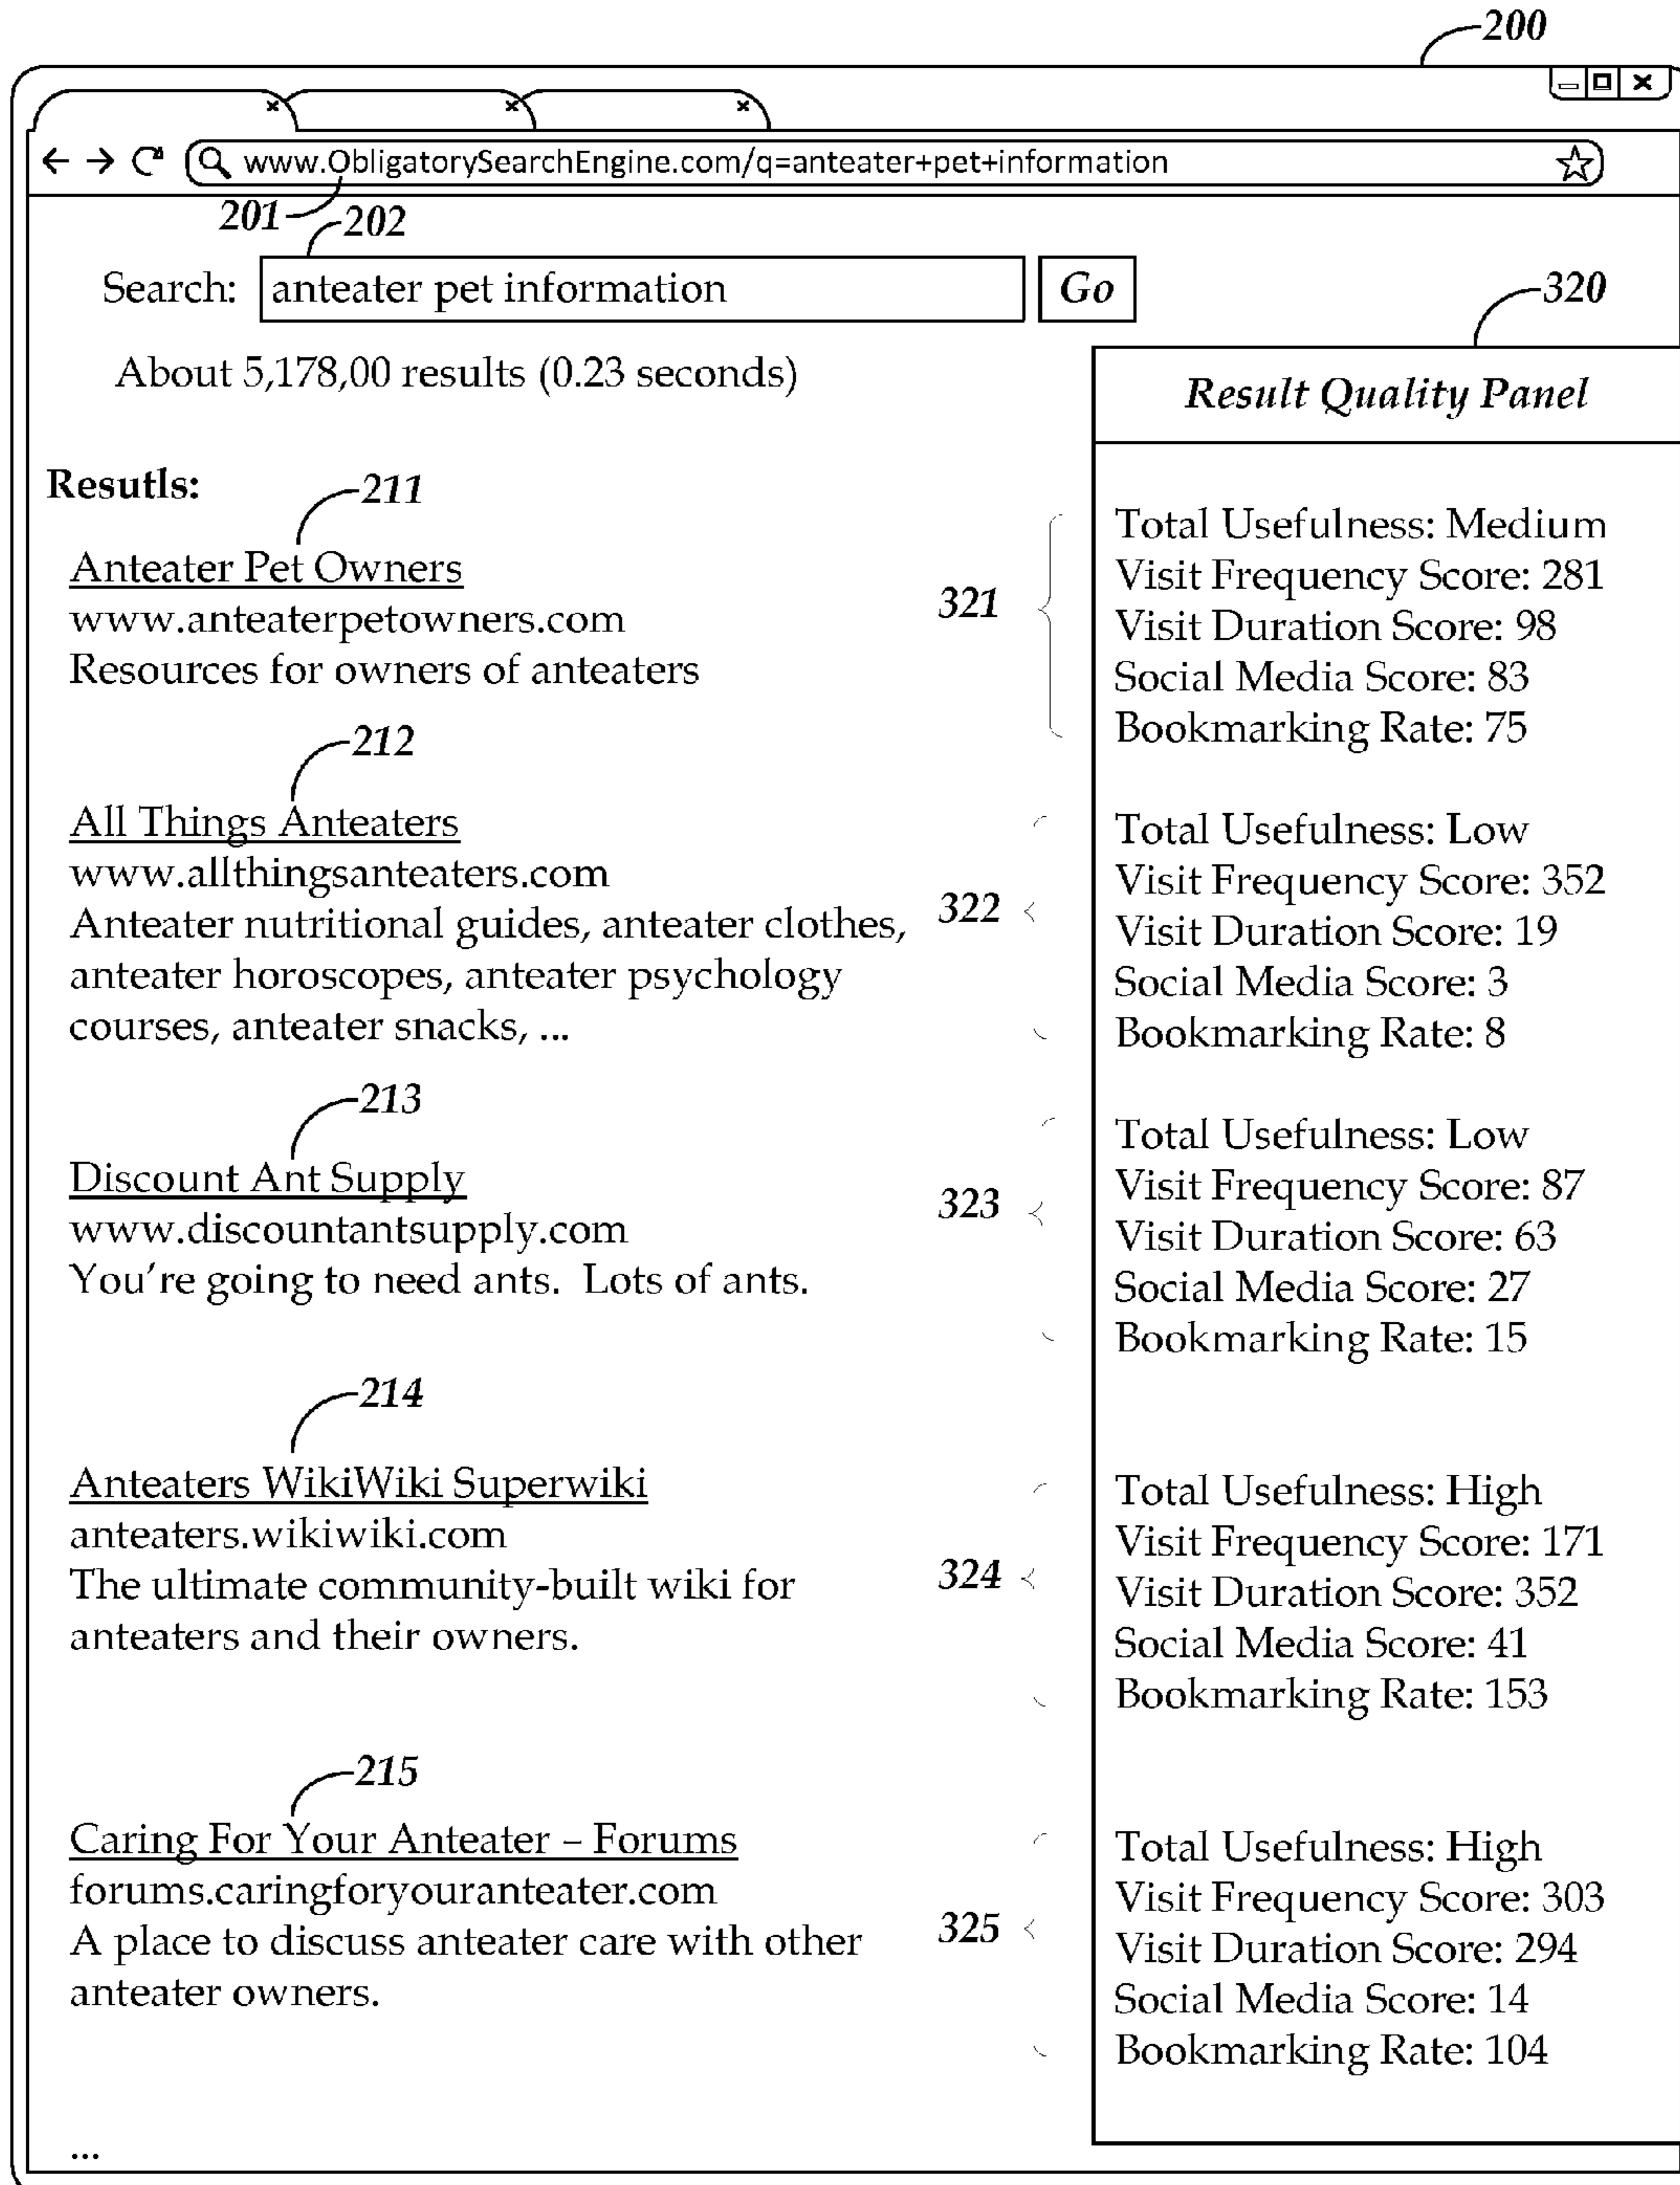 200
www.ObligatorySearchEngine.com/q=anteater+pet+information
201
202
Search: anteater pet information Go
320
About 5,178,00 results (0.23 seconds)
Result Quality Panel
Resutls:
211
Anteater Pet Owners
www.anteaterpetowners.com
Resources for owners of anteaters
321
Total Usefulness: Medium
Visit Frequency Score: 281
Visit Duration Score: 98
Social Media Score: 83
Bookmarking Rate: 75
212
All Things Anteaters
www.allthingsanteaters.com
Anteater nutritional guides, anteater clothes,
anteater horoscopes, anteater psychology
courses, anteater snacks, ...
322
Total Usefulness: Low
Visit Frequency Score: 352
Visit Duration Score: 19
Social Media Score: 3
Bookmarking Rate: 8
213
Discount Ant Supply
www.discountantsupply.com
You're going to need ants.  Lots of ants.
323
Total Usefulness: Low
Visit Frequency Score: 87
Visit Duration Score: 63
Social Media Score: 27
Bookmarking Rate: 15
214
Anteaters WikiWiki Superwiki
anteaters.wikiwiki.com
The ultimate community-built wiki for
anteaters and their owners.
324
Total Usefulness: High
Visit Frequency Score: 171
Visit Duration Score: 352
Social Media Score: 41
Bookmarking Rate: 153
215
Caring For Your Anteater – Forums
forums.caringforyouranteater.com
A place to discuss anteater care with other
anteater owners.
325
Total Usefulness: High
Visit Frequency Score: 303
Visit Duration Score: 294
Social Media Score: 14
Bookmarking Rate: 104
...